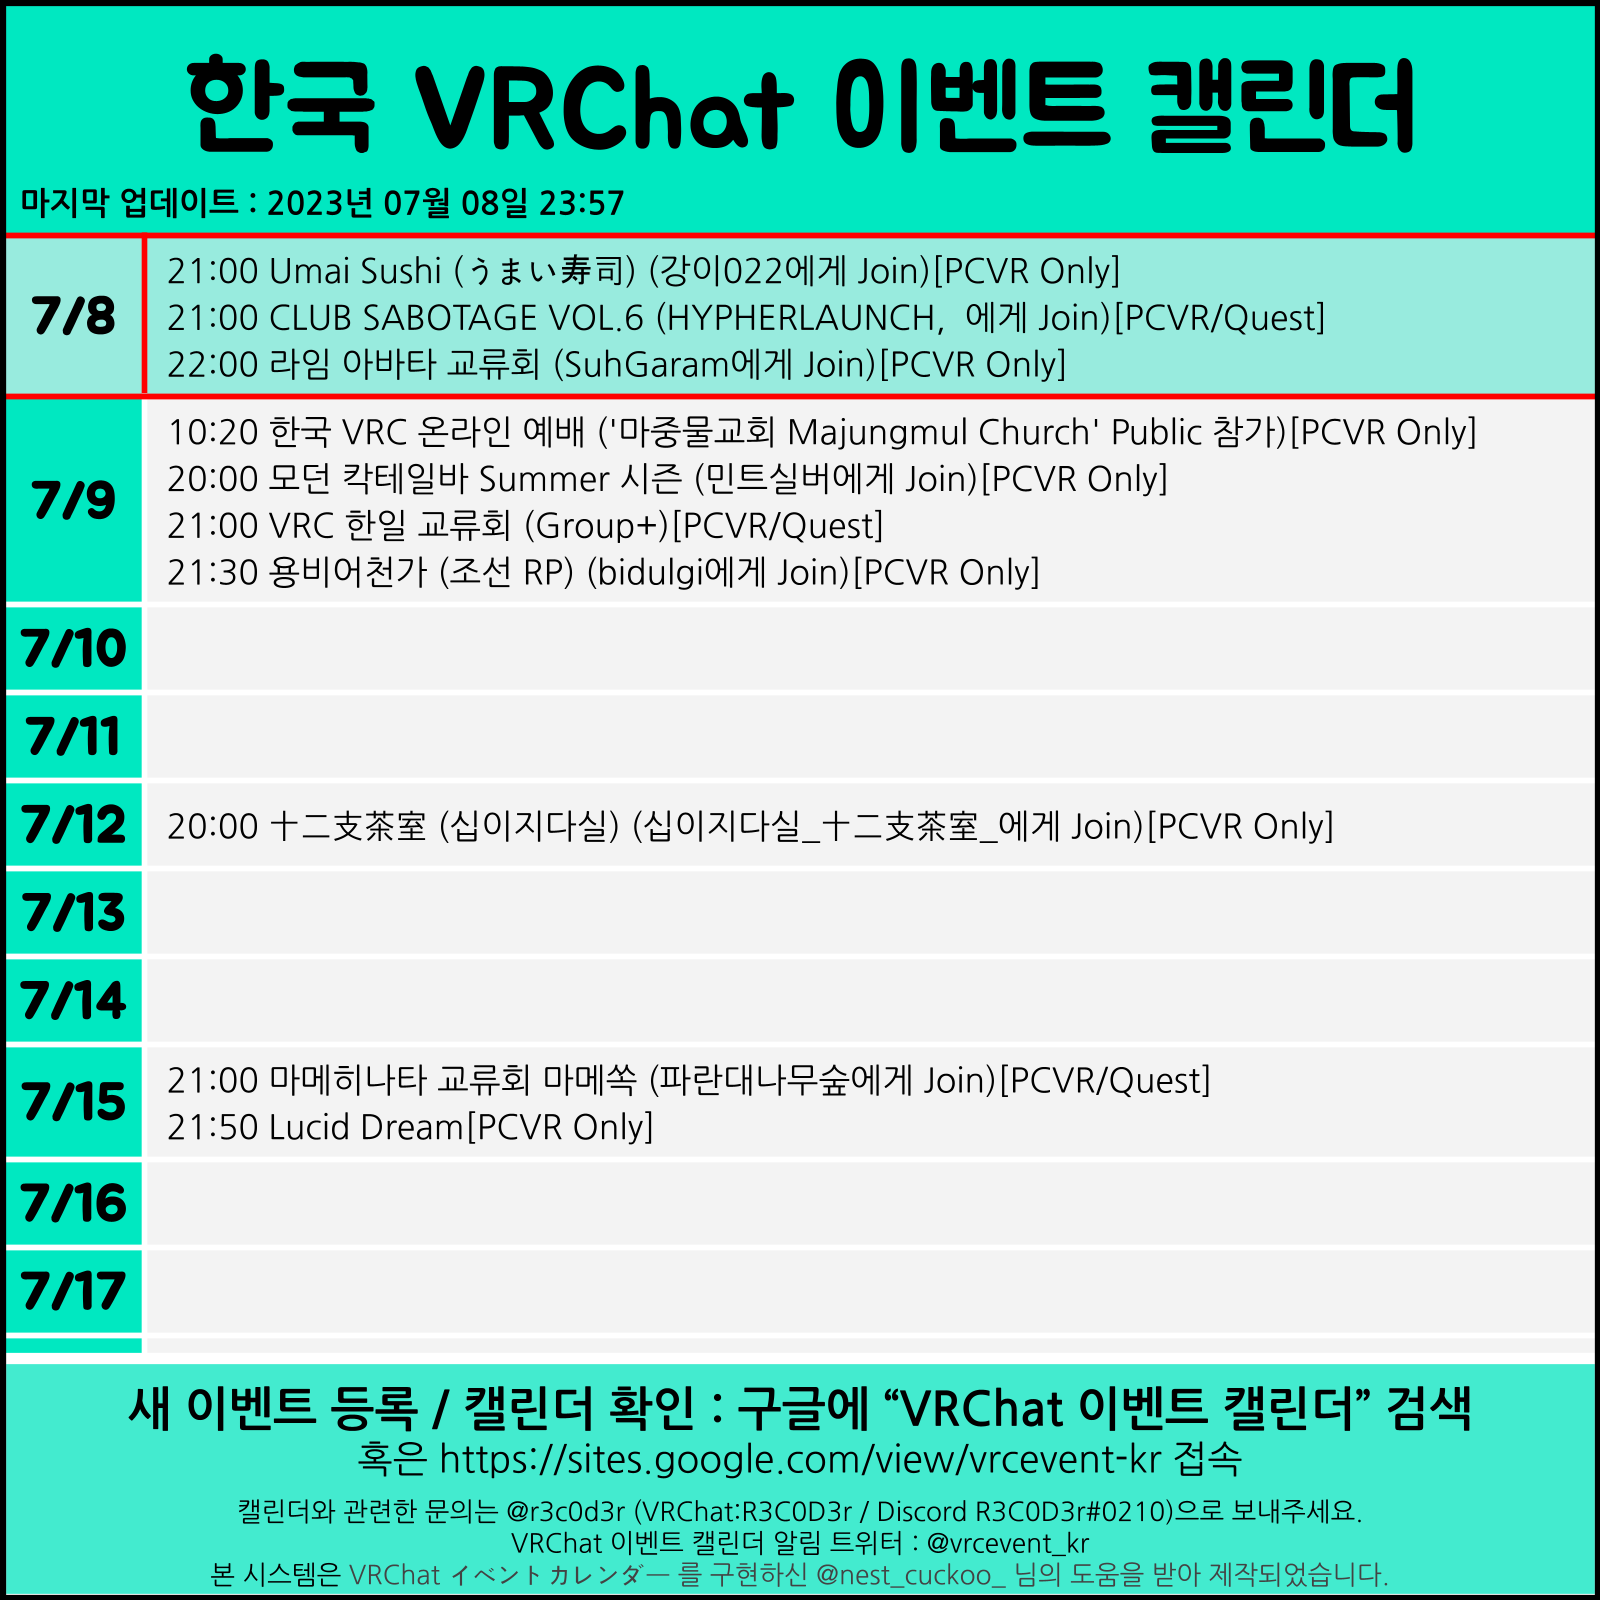 한국 VRChat 이벤트 캘린더
마지막 업데이트 : 2023년 07월 08일 23:57
7/8
21:00 Umai Sushi (うまい寿司) (강이022에게 Join)[PCVR Only]
21:00 CLUB SABOTAGE VOL.6 (HYPHERLAUNCH,  에게 Join)[PCVR/Quest]
22:00 라임 아바타 교류회 (SuhGaram에게 Join)[PCVR Only]
7/9
10:20 한국 VRC 온라인 예배 ('마중물교회 Majungmul Church' Public 참가)[PCVR Only]
20:00 모던 칵테일바 Summer 시즌 (민트실버에게 Join)[PCVR Only]
21:00 VRC 한일 교류회 (Group+)[PCVR/Quest]
21:30 용비어천가 (조선 RP) (bidulgi에게 Join)[PCVR Only]
7/10
7/11
7/12
20:00 十二支茶室 (십이지다실) (십이지다실_十二支茶室_에게 Join)[PCVR Only]
7/13
7/14
7/15
21:00 마메히나타 교류회 마메쏙 (파란대나무숲에게 Join)[PCVR/Quest]
21:50 Lucid Dream[PCVR Only]
7/16
7/17
새 이벤트 등록 / 캘린더 확인 : 구글에 “VRChat 이벤트 캘린더” 검색
혹은 https://sites.google.com/view/vrcevent-kr 접속
캘린더와 관련한 문의는 @r3c0d3r (VRChat:R3C0D3r / Discord R3C0D3r#0210)으로 보내주세요.
VRChat 이벤트 캘린더 알림 트위터 : @vrcevent_kr
본 시스템은 VRChat イベントカレンダー 를 구현하신 @nest_cuckoo_ 님의 도움을 받아 제작되었습니다.